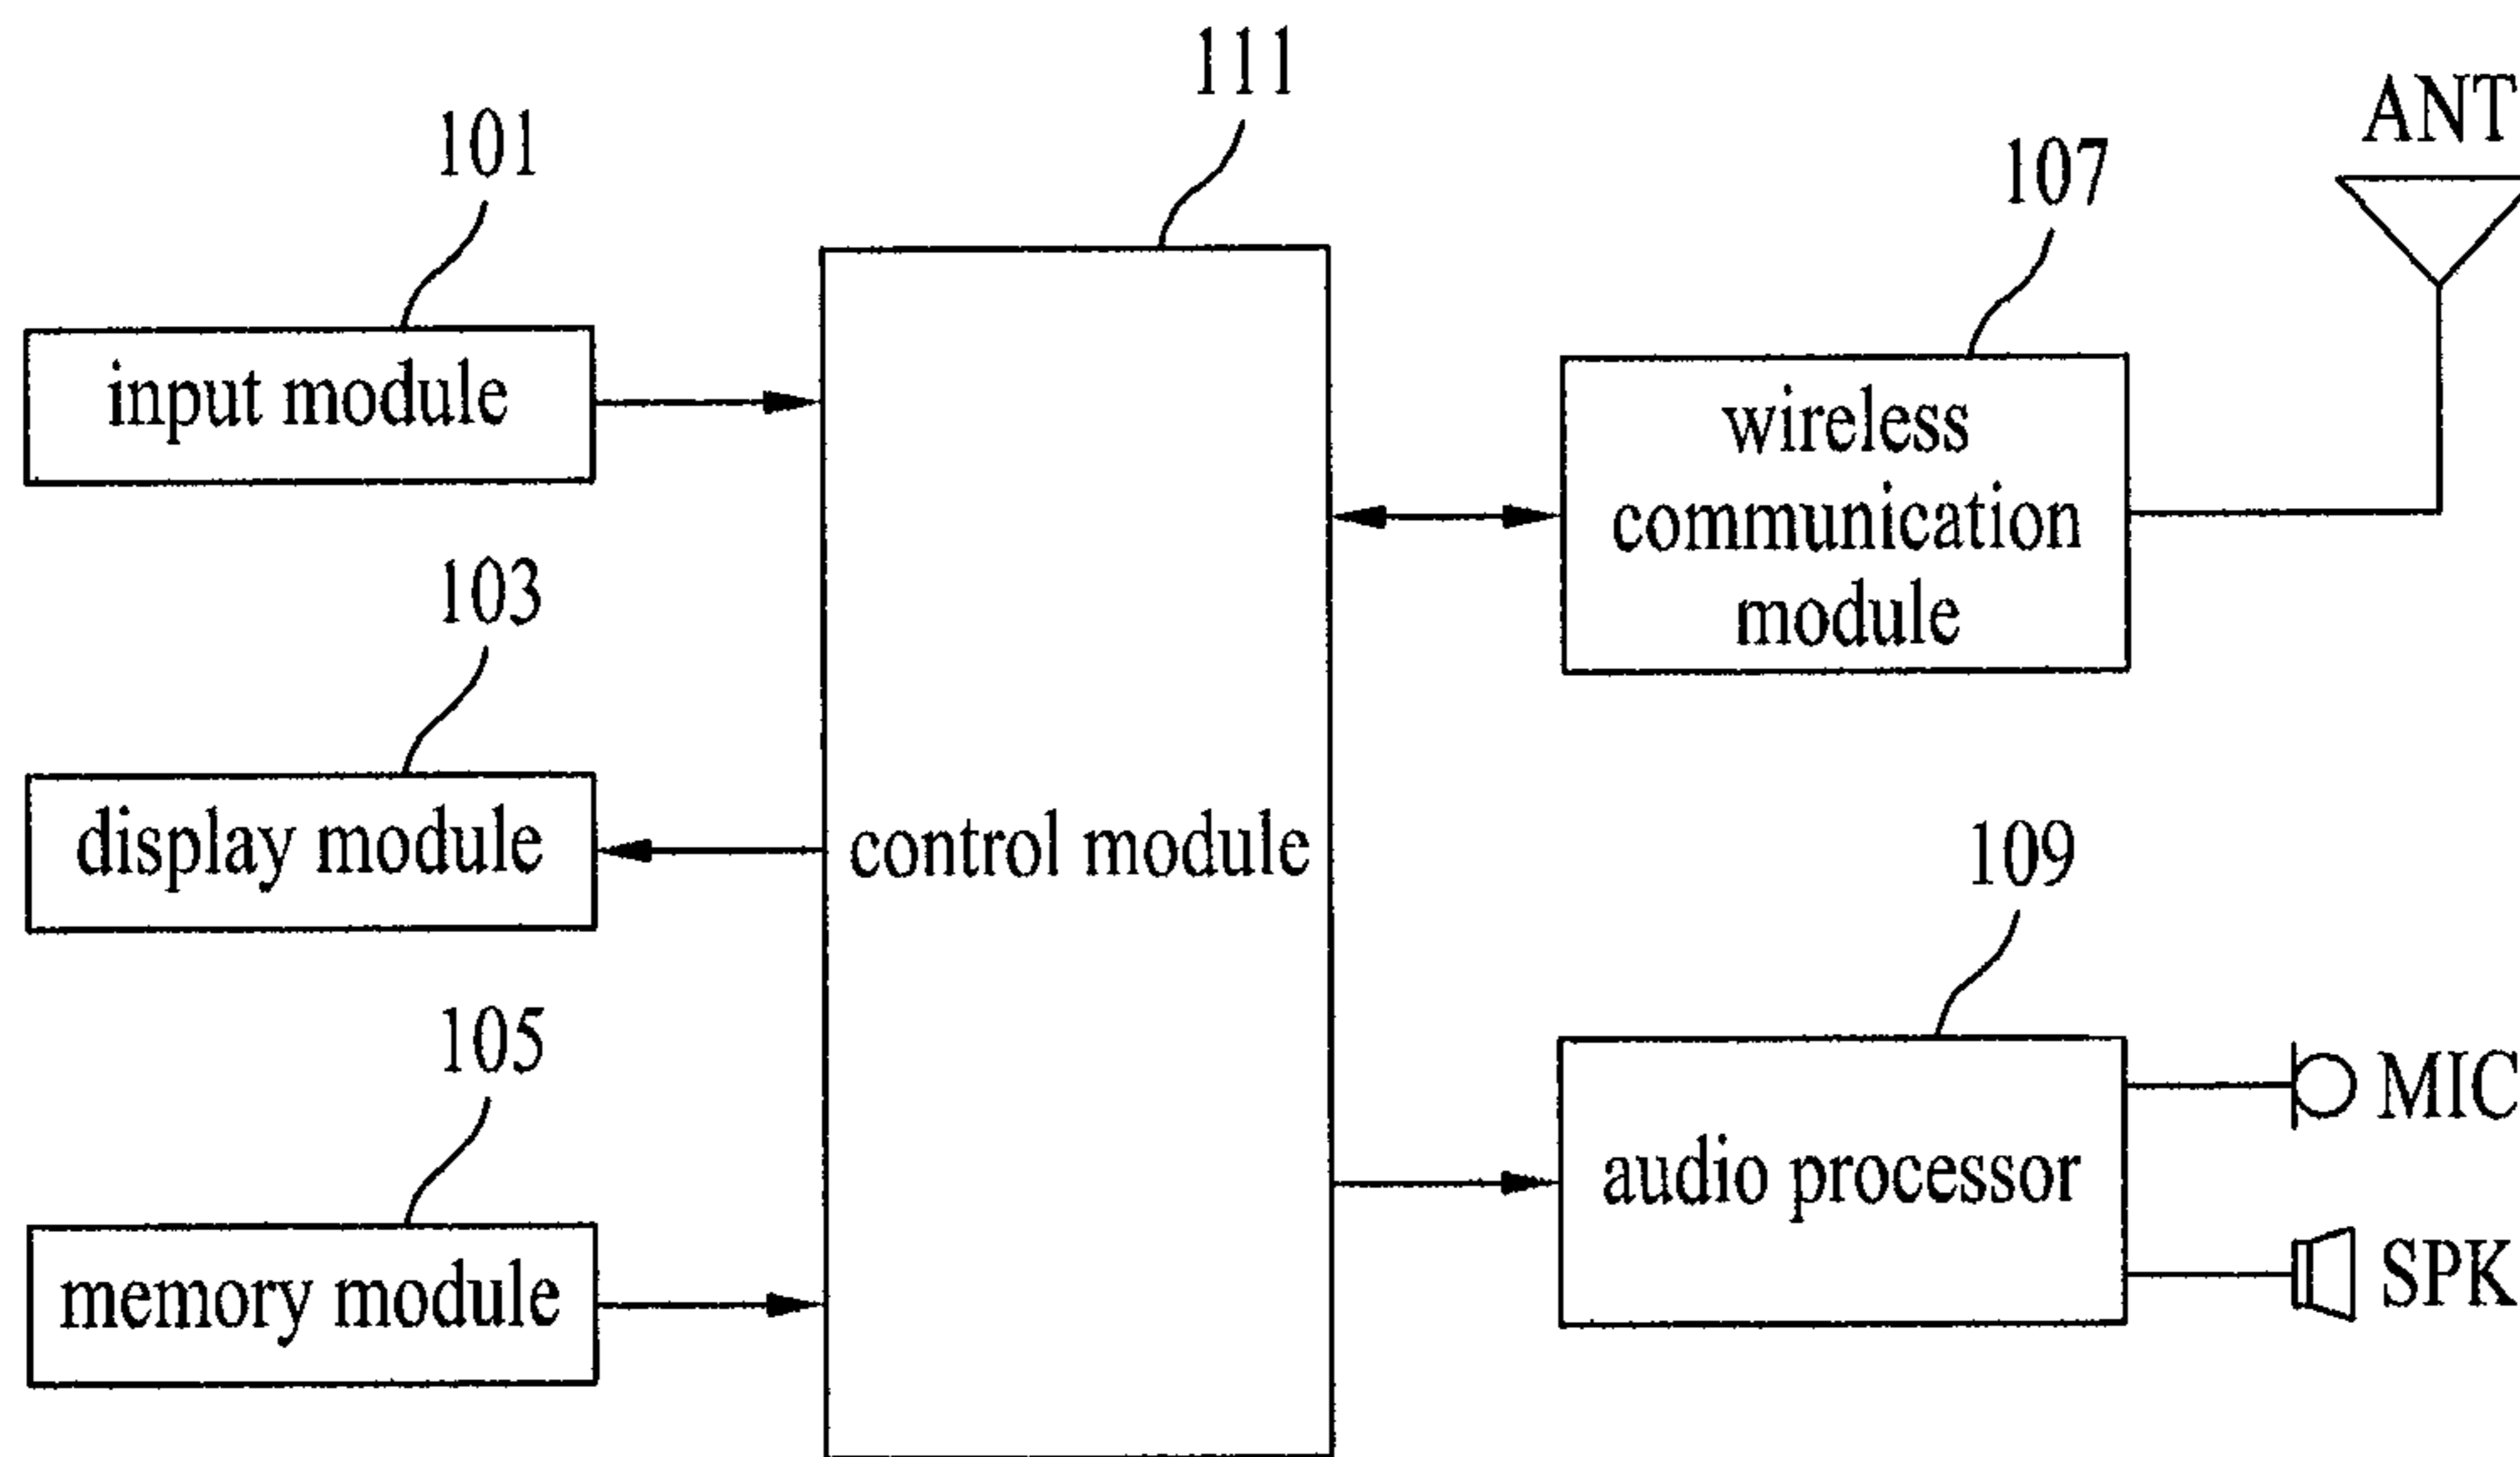 111
ANT
101
107
input module
wireless
communication
module
103
display module
control module
109
105
MIC
audio processor
SPK
memory module